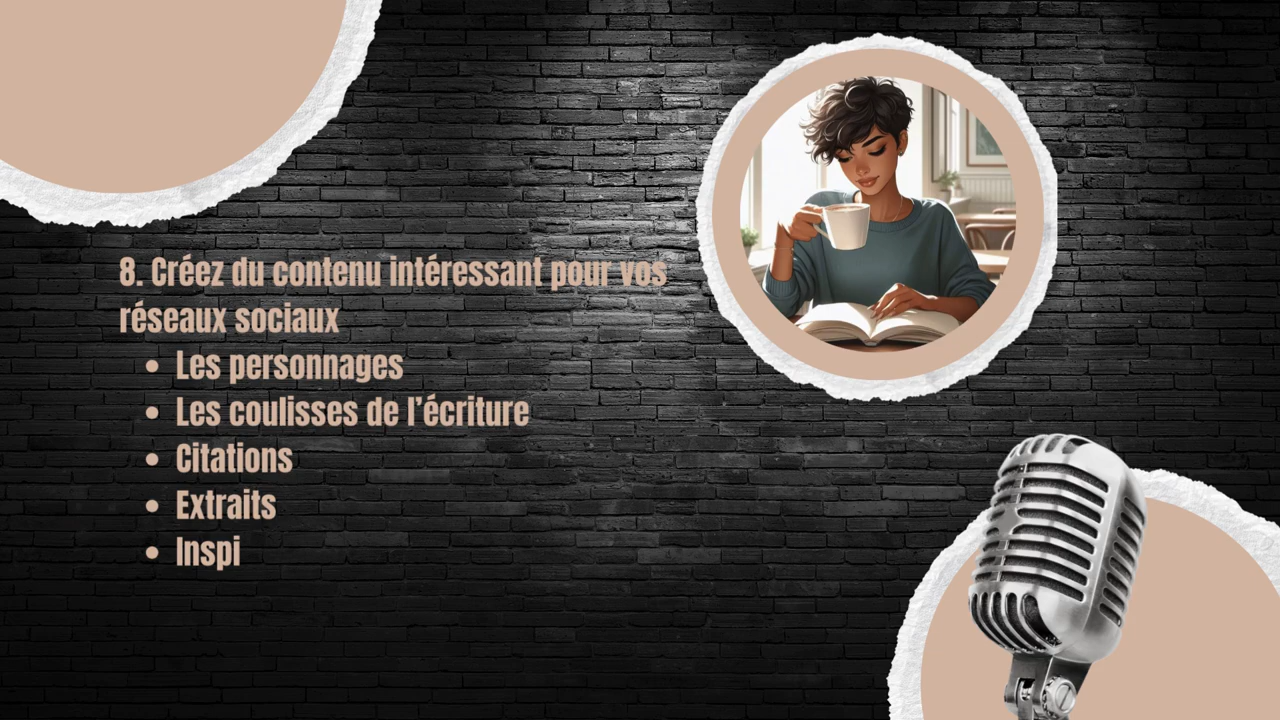 8. Créez du contenu intéressant pour vos
réseaux sociaux
• Les personnages
• Les coulisses de l’écriture
• Citations
• Extraits
• Inspi